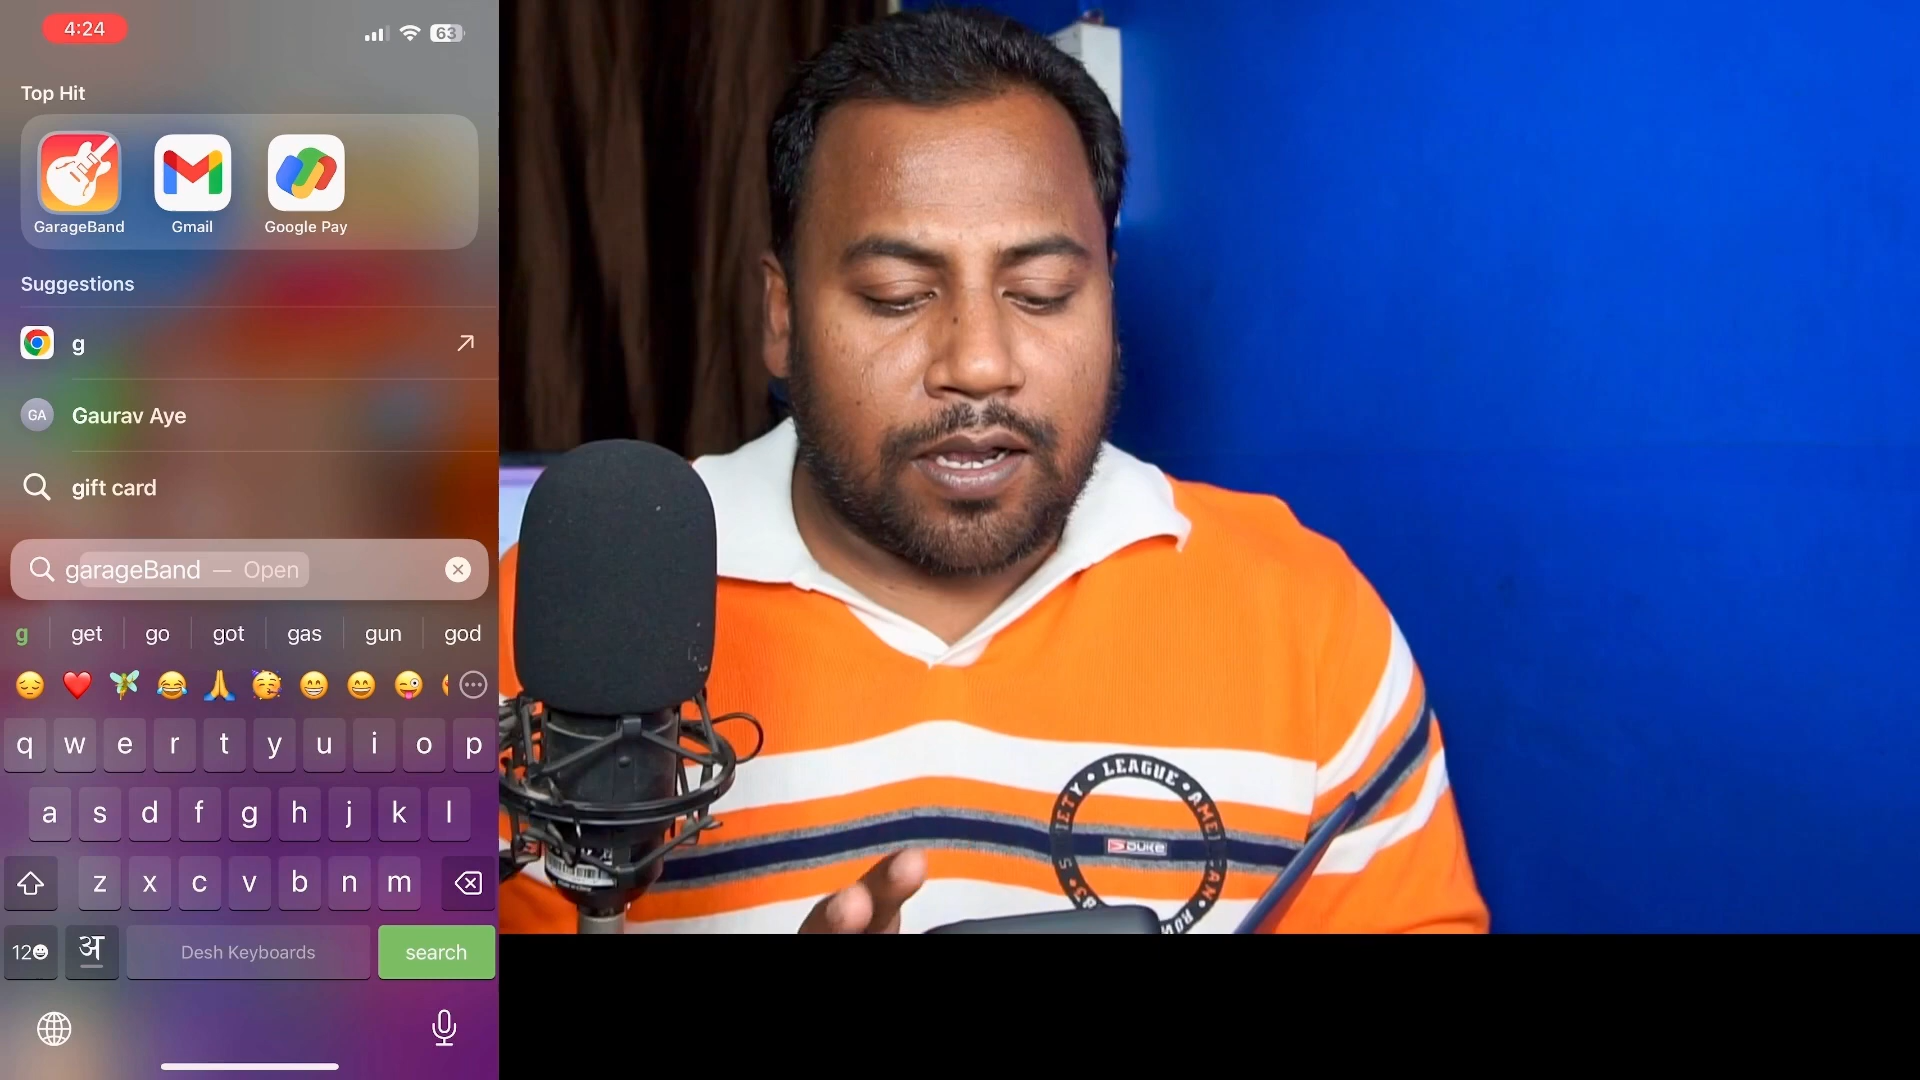 4:24
63
Top Hit
GarageBand
Gmail
Google Pay
Suggestions
g
GA
Gaurav Aye
gift card
garageBand — Open
g get go got gas gun god
q w e r t y u i o p
a s d f g h j k l
z x c v b n m
12
अ
Desh Keyboards
search
LEAGUE
DUKE